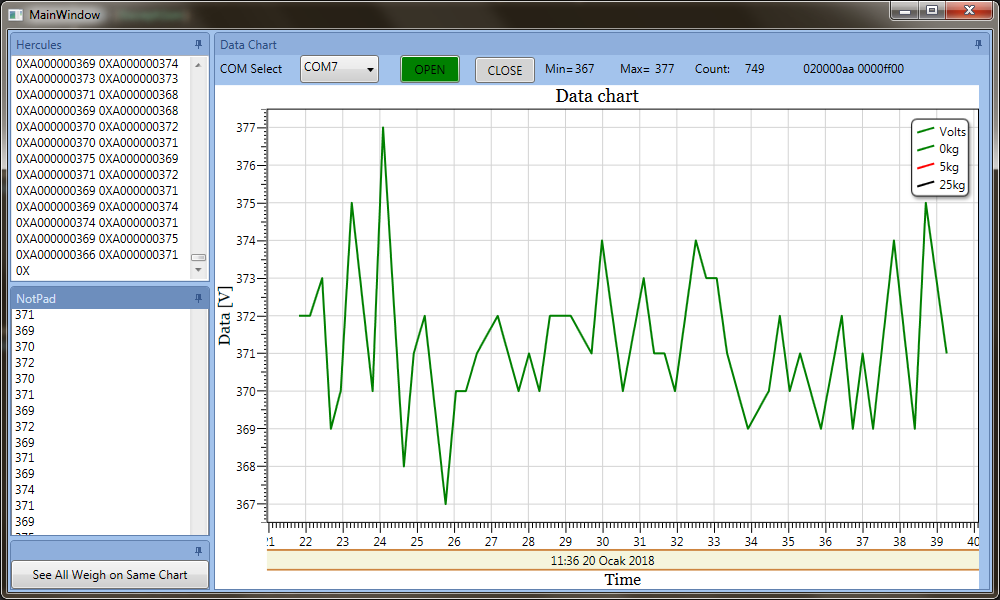 MainWindow
Hercules
0XA000000369 0XA000000374
0XA000000373 0XA000000373
0XA000000371 0XA000000368
0XA000000369 0XA000000368
0XA000000370 0XA000000372
0XA000000370 0XA000000371
0XA000000375 0XA000000369
0XA000000371 0XA000000372
0XA000000369 0XA000000371
0XA000000369 0XA000000374
0XA000000374 0XA000000371
0XA000000369 0XA000000375
0XA000000366 0XA000000371
0X
NotPad
371
369
370
372
370
371
369
372
369
371
369
374
371
369
See All Weigh on Same Chart
Data Chart
COM Select COM7 OPEN CLOSE Min= 367 Max= 377 Count: 749 020000aa 0000ff00
Data chart
Volts
0kg
5kg
25kg
Data [V]
377
376
375
374
373
372
371
370
369
368
367
21 22 23 24 25 26 27 28 29 30 31 32 33 34 35 36 37 38 39 40
11:36 20 Ocak 2018
Time